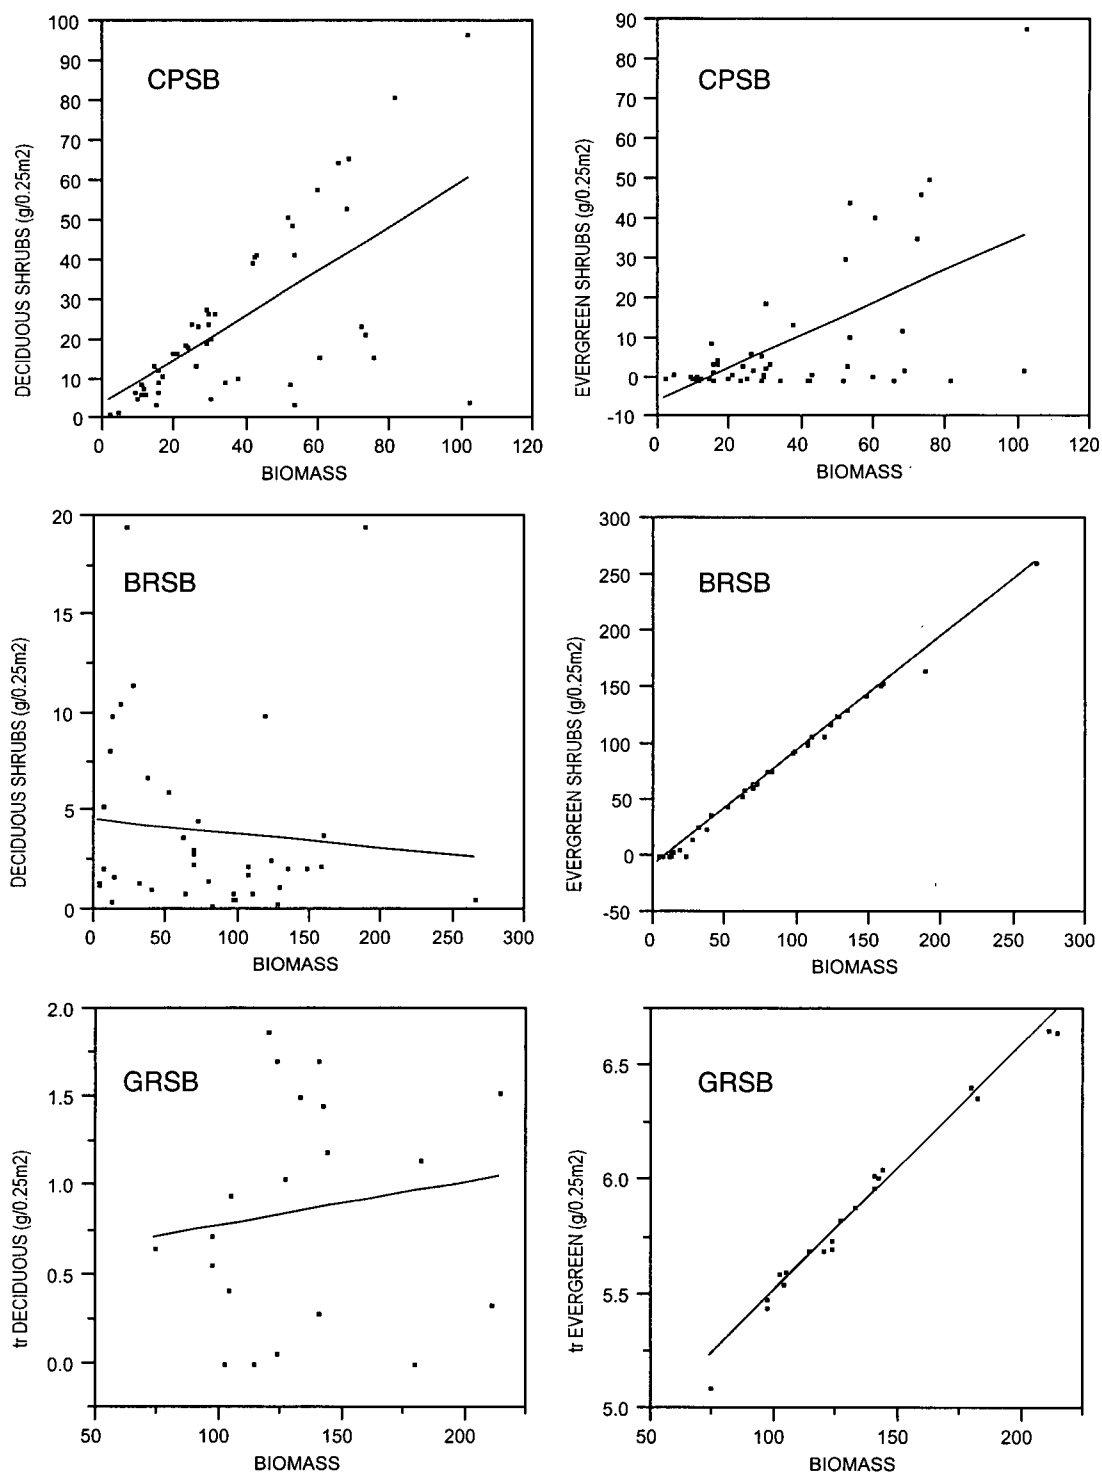 CPSB
DECIDUOUS SHRUBS (g/0.25m2)
100
90
80
70
60
50
40
30
20
10
0
0 20 40 60 80 100 120
BIOMASS
CPSB
EVERGREEN SHRUBS (g/0.25m2)
90
80
70
60
50
40
30
20
10
0
-10
0 20 40 60 80 100 120
BIOMASS
BRSB
DECIDUOUS SHRUBS (g/0.25m2)
20
15
10
5
0
0 50 100 150 200 250 300
BIOMASS
BRSB
EVERGREEN SHRUBS (g/0.25m2)
300
250
200
150
100
50
0
-50
0 50 100 150 200 250 300
BIOMASS
GRSB
tr DECIDUOUS (g/0.25m2)
2.0
1.5
1.0
0.5
0.0
50 100 150 200
BIOMASS
GRSB
tr EVERGREEN (g/0.25m2)
6.5
6.0
5.5
5.0
50 100 150 200
BIOMASS